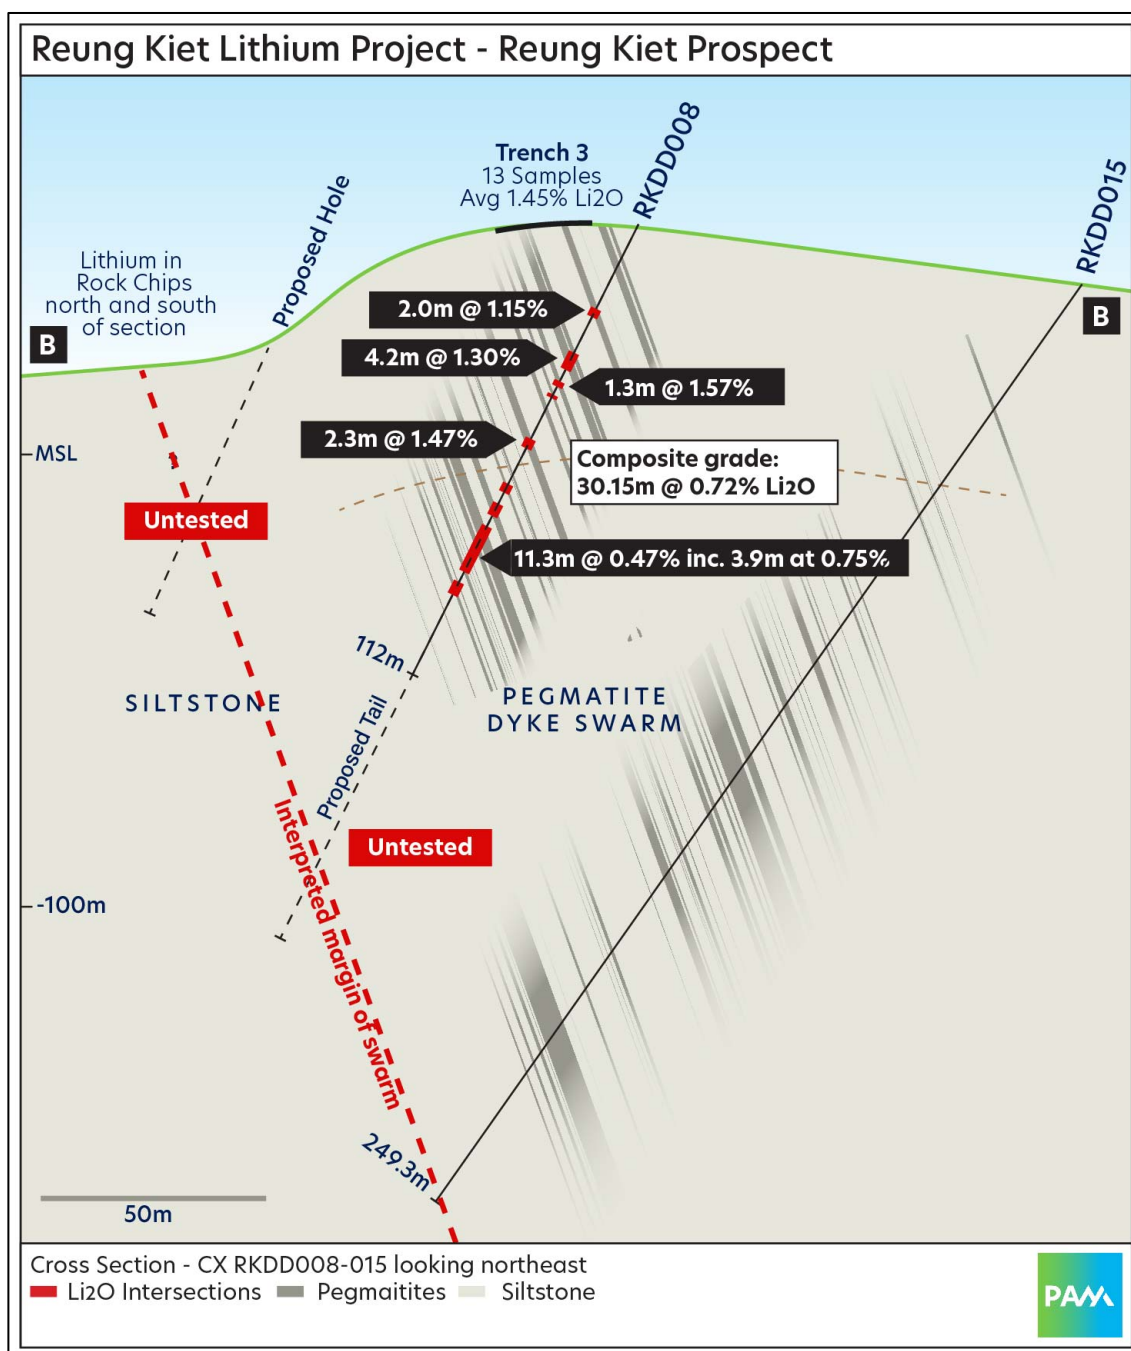 Reung Kiet Lithium Project - Reung Kiet Prospect
RKDD008
RKDD015
Trench 3
13 Samples
Avg 1.45% Li2O
Proposed Hole
Lithium in
Rock Chips
north and south
of section
B
B
2.0m @ 1.15%
4.2m @ 1.30%
1.3m @ 1.57%
2.3m @ 1.47%
MSL
Composite grade:
30.15m @ 0.72% Li2O
Untested
11.3m @ 0.47% inc. 3.9m at 0.75%
112m
SILTSTONE
PEGMATITE
DYKE SWARM
Proposed Tail
Untested
Interpreted margin of swarm
-100m
249.3m
50m
Cross Section - CX RKDD008-015 looking northeast
Li2O Intersections
Pegmaitites
Siltstone
PAM